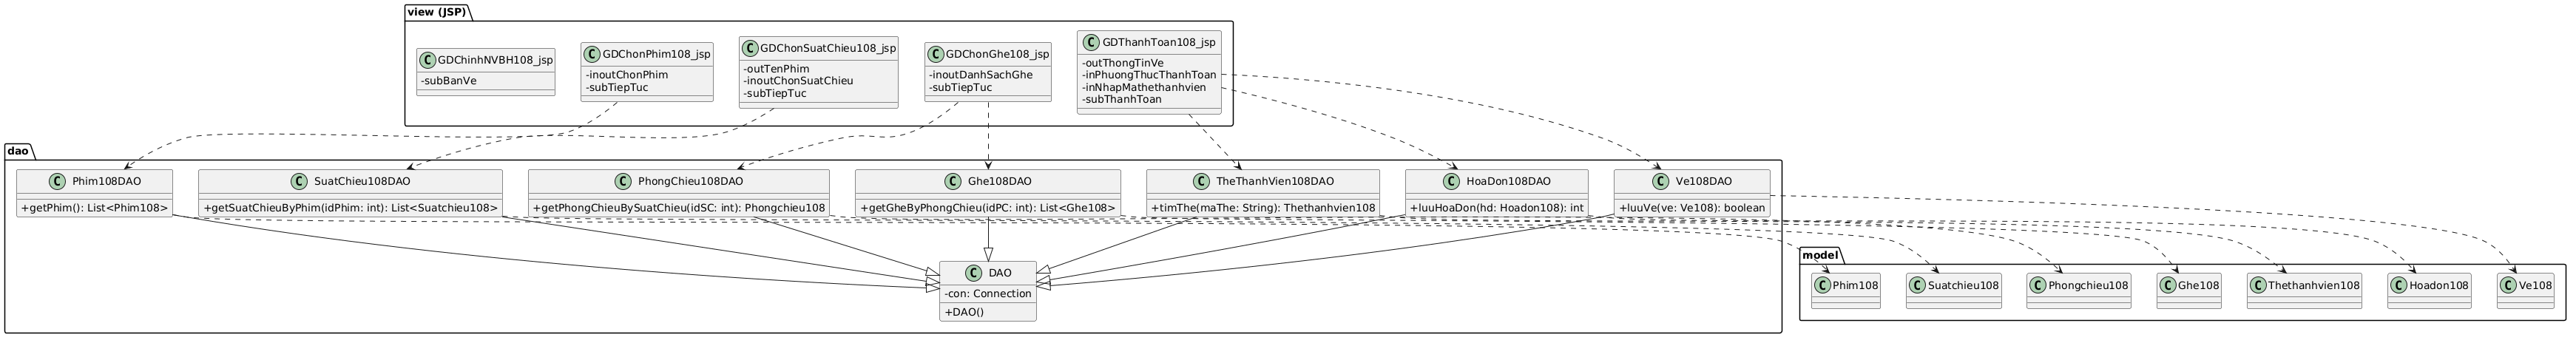 view (JSP)
C GDChinhNVBH108_jsp
-subBanVe
C GDChonPhim108_jsp
-inoutChonPhim
-subTiepTuc
C GDChonSuatChieu108_jsp
-outTenPhim
-inoutChonSuatChieu
-subTiepTuc
C GDChonGhe108_jsp
-inoutDanhSachGhe
-subTiepTuc
C GDThanhToan108_jsp
-outThongTinVe
-inPhuongThucThanhToan
-inNhapMathethanhvien
-subThanhToan
dao
C Phim108DAO
+getPhim(): List<Phim108>
C SuatChieu108DAO
+getSuatChieuByPhim(idPhim: int): List<Suatchieu108>
C PhongChieu108DAO
+getPhongChieuBySuatChieu(idSC: int): Phongchieu108
C Ghe108DAO
+getGheByPhongChieu(idPC: int): List<Ghe108>
C TheThanhVien108DAO
+timThe(maThe: String): Thethanhvien108
C HoaDon108DAO
+luuHoaDon(hd: Hoadon108): int
C Ve108DAO
+luuVe(ve: Ve108): boolean
C DAO
-con: Connection
+DAO()
model
C Phim108
C Suatchieu108
C Phongchieu108
C Ghe108
C Thethanhvien108
C Hoadon108
C Ve108